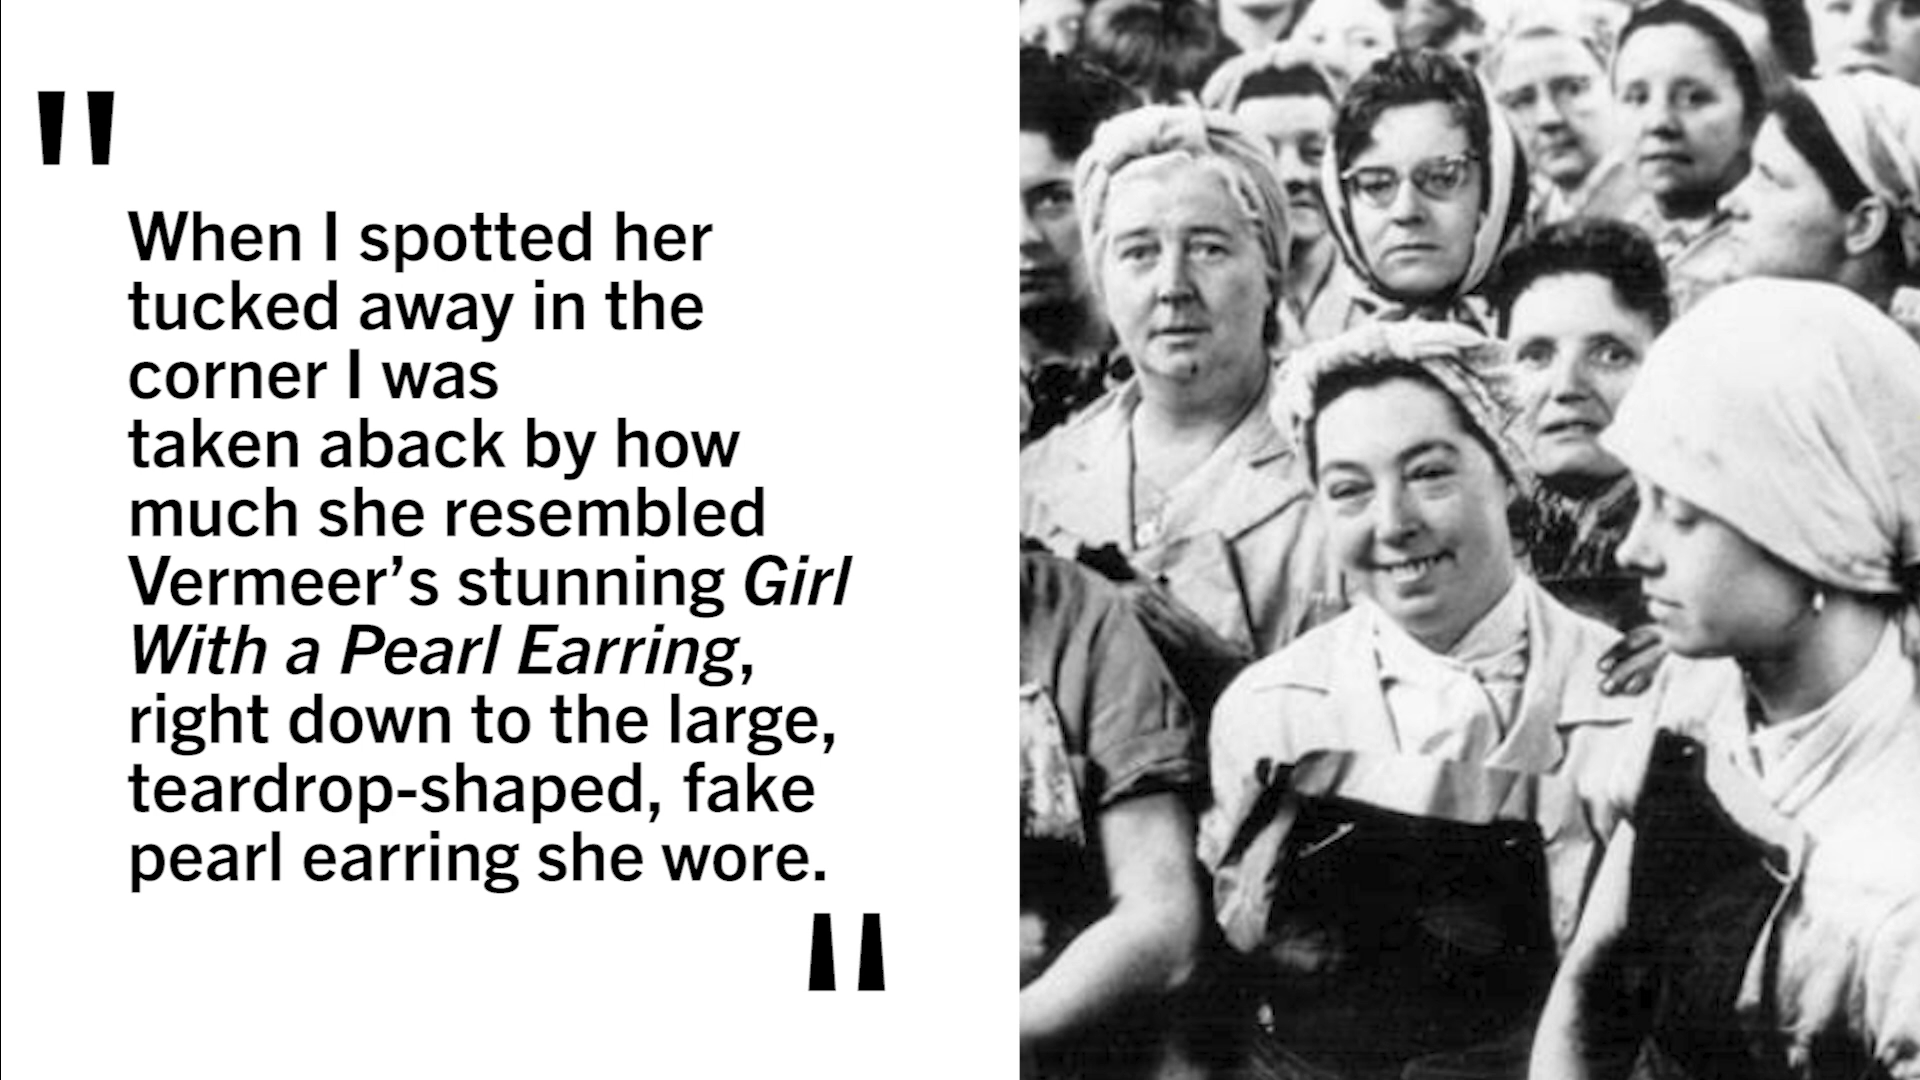 "
When I spotted her
tucked away in the
corner I was
taken aback by how
much she resembled
Vermeer’s stunning Girl
With a Pearl Earring,
right down to the large,
teardrop-shaped, fake
pearl earring she wore.
"